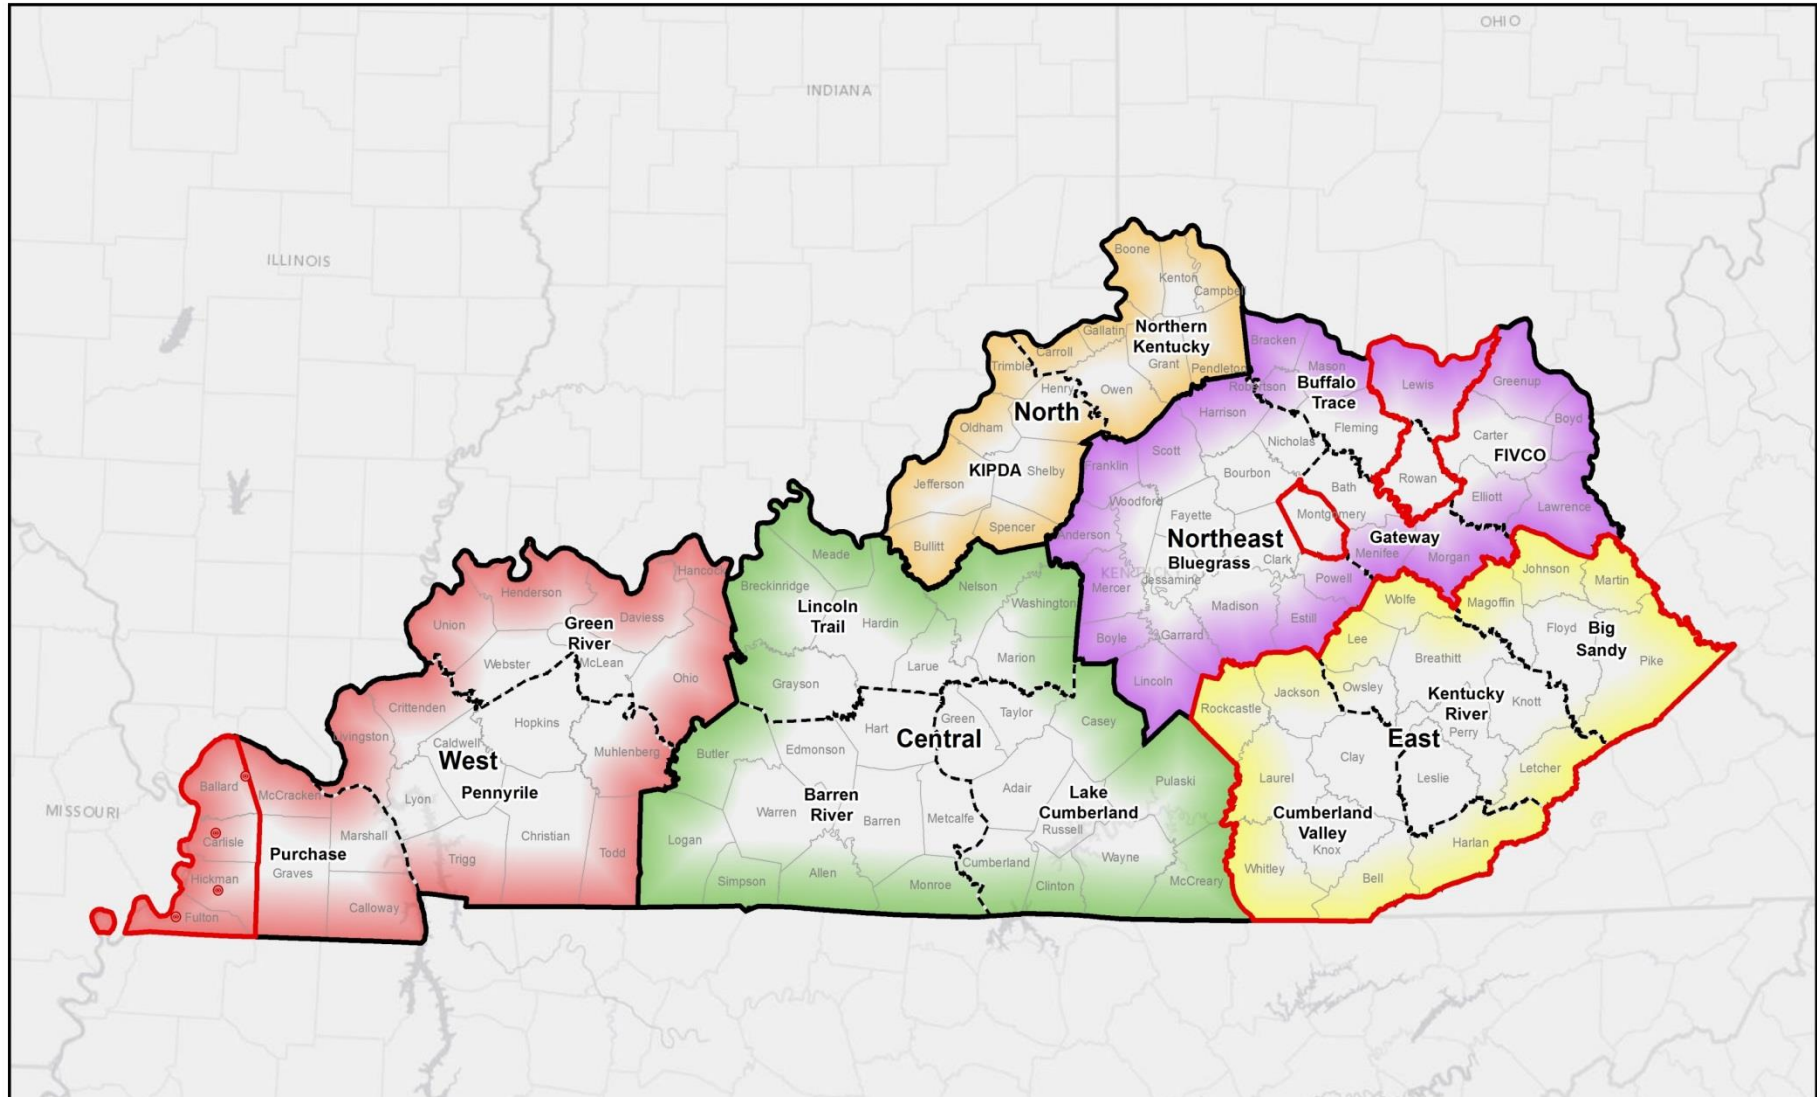 OHIO
INDIANA
ILLINOIS
Boone
Kenton
Campbell
Gallatin
Northern
Kentucky
Carroll
Grant
Pendleton
Trimble
Henry
Owen
North
Oldham
KIPDA
Shelby
Jefferson
Spencer
Bullitt
Bracken
Mason
Robertson
Buffalo
Trace
Lewis
Greenup
Boyd
Fleming
Carter
FIVCO
Rowan
Elliott
Lawrence
Harrison
Nicholas
Scott
Bourbon
Franklin
Bath
Woodford
Montgomery
Fayette
Anderson
Northeast
Bluegrass
Gateway
Menifee
Morgan
Clark
Powell
KENTUCKY
Jessamine
Mercer
Madison
Estill
Boyle
Garrard
Lincoln
Meade
Breckinridge
Nelson
Washington
Lincoln
Trail
Hardin
Larue
Marion
Grayson
Hancock
Henderson
Daviess
Union
Green
River
Webster
McLean
Ohio
Johnson
Martin
Magoffin
Wolfe
Floyd
Big
Sandy
Lee
Breathitt
Pike
Owsley
Kentucky
River
Knott
Jackson
Rockcastle
Perry
East
Clay
Leslie
Letcher
Laurel
Cumberland
Valley
Knox
Harlan
Whitley
Bell
Crittenden
Hopkins
Livingston
Caldwell
Muhlenberg
West
Pennyrile
Lyon
Christian
Trigg
Todd
Butler
Edmonson
Hart
Green
Taylor
Casey
Central
Pulaski
Adair
Lake
Cumberland
Russell
Barren
River
Warren
Barren
Metcalfe
Logan
Wayne
Cumberland
Simpson
Allen
Monroe
Clinton
McCreary
MISSOURI
Ballard
McCracken
Carlisle
Marshall
Purchase
Graves
Hickman
Calloway
Fulton